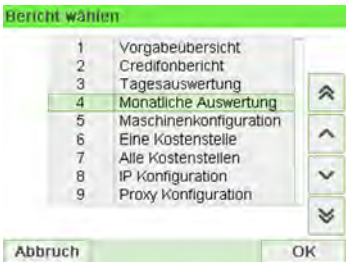 Bericht wählen
1 Vorgabeübersicht
2 Credifonbericht
3 Tagesauswertung
4 Monatliche Auswertung
5 Maschinenkonfiguration
6 Eine Kostenstelle
7 Alle Kostenstellen
8 IP Konfiguration
9 Proxy Konfiguration
Abbruch OK